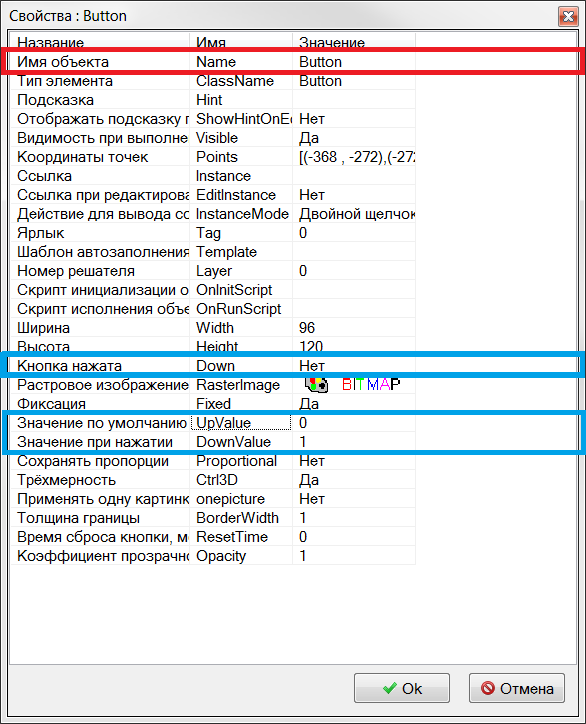 Свойства : Button
Название Имя Значение
Имя объекта Name Button
Тип элемента ClassName Button
Подсказка Hint
Отображать подсказку п ShowHintOnEd Нет
Видимость при выполне Visible Да
Координаты точек Points [(-368 , -272),(-272
Ссылка Instance
Ссылка при редактирова EditInstance Нет
Действие для вывода со InstanceMode Двойной щелчок
Ярлык Tag 0
Шаблон автозаполнения Template
Номер решателя Layer 0
Скрипт инициализации о OnInitScript
Скрипт исполнения объе OnRunScript
Ширина Width 96
Высота Height 120
Кнопка нажата Down Нет
Растровое изображение RasterImage BITMAP
Фиксация Fixed Да
Значение по умолчанию UpValue 0
Значение при нажатии DownValue 1
Сохранять пропорции Proportional Нет
Трёхмерность Ctrl3D Да
Применять одну картинк onepicture Нет
Толщина границы BorderWidth 1
Время сброса кнопки, мс ResetTime 0
Коэффициент прозрачно Opacity 1
Ok Отмена